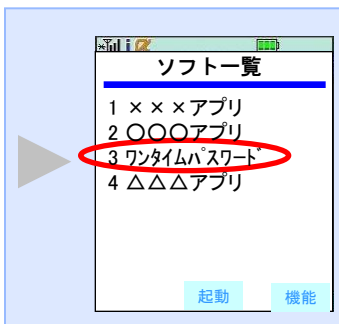 ソフト一覧
1 ×××アプリ
2 〇〇〇アプリ
3 ﾜﾝﾀｲﾑﾊﾟｽﾜｰﾄﾞ
4 △△△アプリ
起動 機能